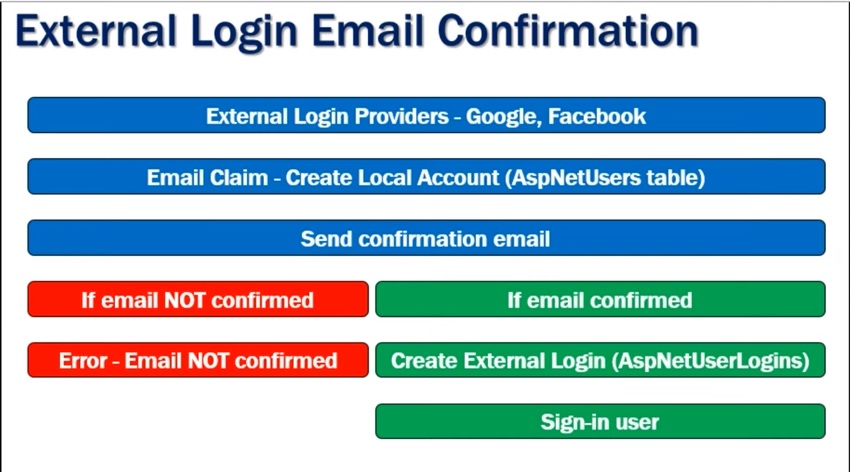 External Login Email Confirmation
External Login Providers - Google, Facebook
Email Claim - Create Local Account (AspNetUsers table)
Send confirmation email
If email NOT confirmed
If email confirmed
Error - Email NOT confirmed
Create External Login (AspNetUserLogins)
Sign-in user